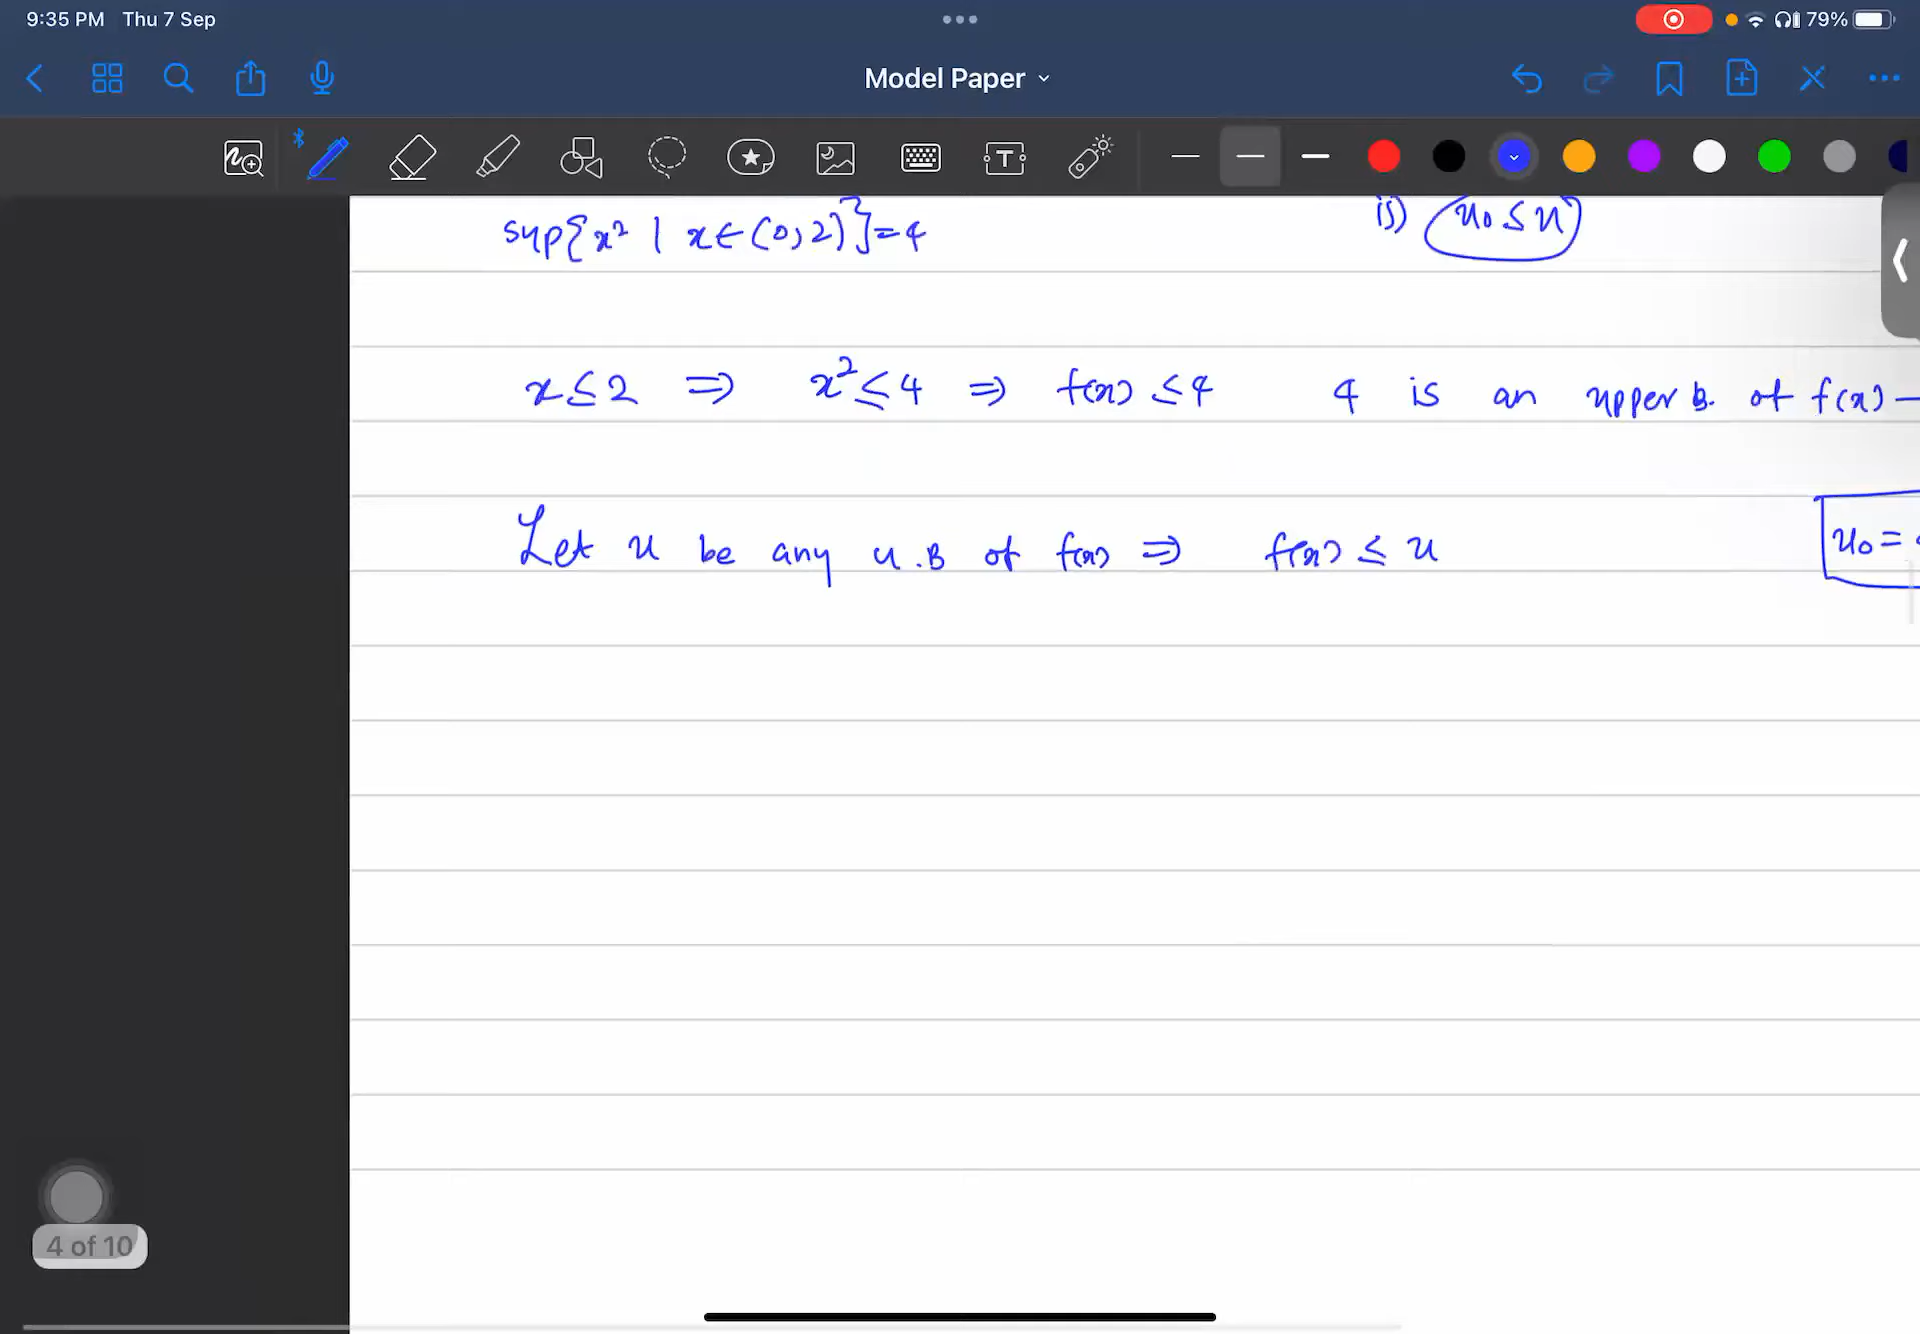 9:35 PM Thu 7 Sep
79%
Model Paper
T
sup{x² | x∈(0,2)}=4
is) u₀ ≤ u
x≤2 ⇒ x²≤4 ⇒ f(x) ≤4 4 is an upper b. of f(x) —
Let u be any u.B of f(x) ⇒ f(x) ≤ u
u₀ =
4 of 10